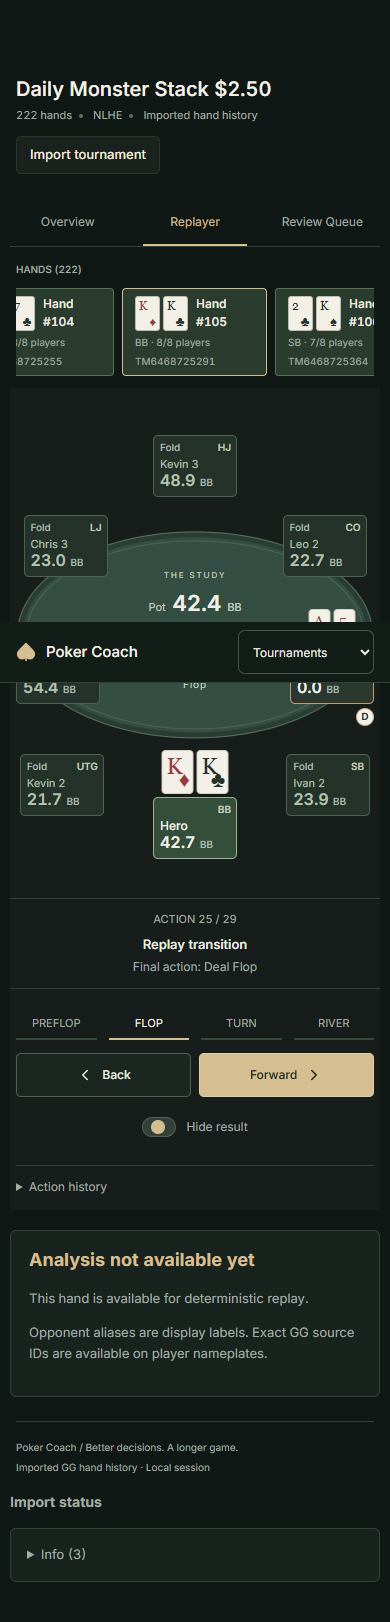 Daily Monster Stack $2.50
222 hands • NLHE • Imported hand history
Import tournament
Overview Replayer Review Queue
HANDS (222)
7 Hand #104
8/8 players
68725255
K K Hand #105
BB · 8/8 players
TM6468725291
2 K Hand
SB · 7/8 players
TM6468725364
Fold HJ
Kevin 3
48.9 BB
Fold LJ
Chris 3
23.0 BB
Fold CO
Leo 2
22.7 BB
THE STUDY
Pot 42.4 BB
Poker Coach
Tournaments
54.4 BB
Flop
0.0 BB
D
Fold UTG
Kevin 2
21.7 BB
K K
BB
Hero
42.7 BB
Fold SB
Ivan 2
23.9 BB
ACTION 25 / 29
Replay transition
Final action: Deal Flop
PREFLOP FLOP TURN RIVER
Back
Forward
Hide result
Action history
Analysis not available yet
This hand is available for deterministic replay.
Opponent aliases are display labels. Exact GG source
IDs are available on player nameplates.
Poker Coach / Better decisions. A longer game.
Imported GG hand history · Local session
Import status
Info (3)